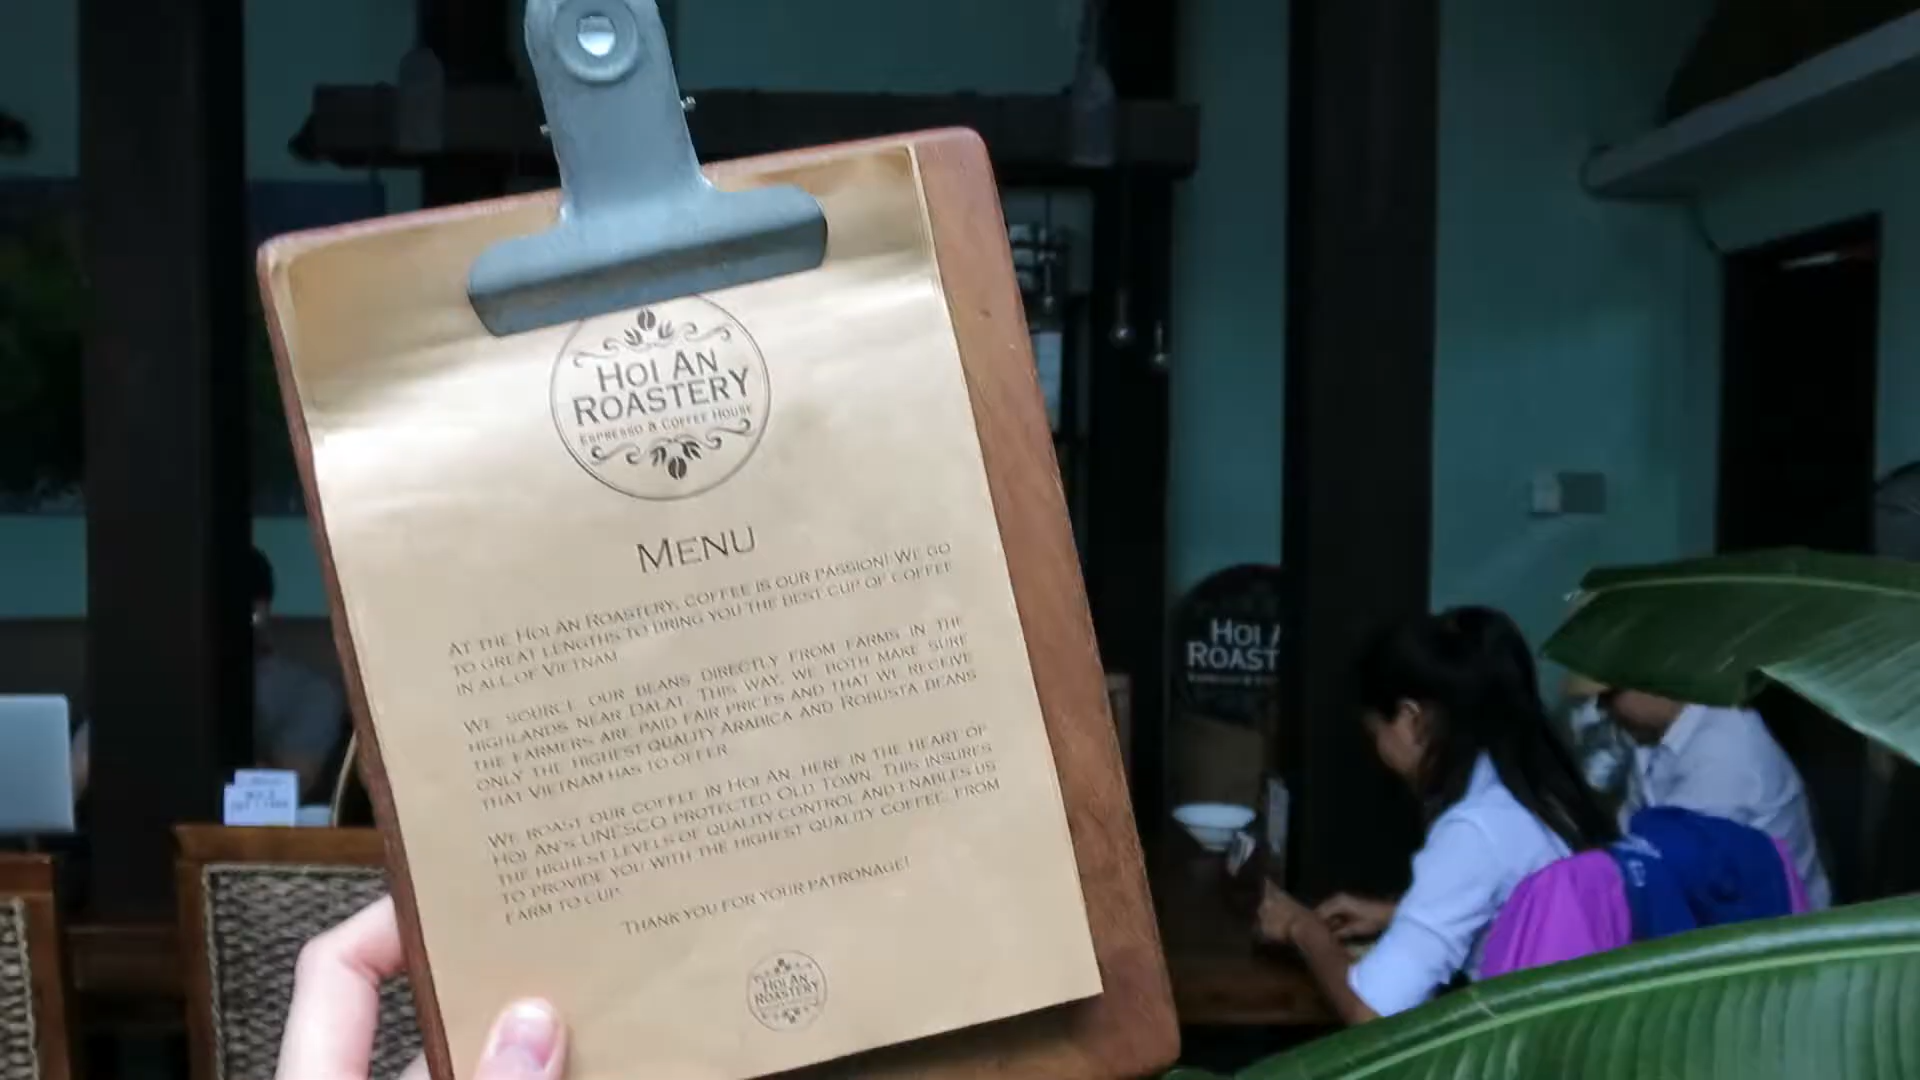 HOI AN
ROASTERY
ESPRESSO & COFFEE HOUSE
MENU
AT THE HOI AN ROASTERY, COFFEE IS OUR PASSION! WE GO
TO GREAT LENGTHS TO BRING YOU THE BEST CUP OF COFFEE
IN ALL OF VIETNAM
WE SOURCE OUR BEANS DIRECTLY FROM FARMS IN THE
HIGHLANDS NEAR DALAT. THIS WAY, WE BOTH MAKE SURE
THE FARMERS ARE PAID FAIR PRICES AND THAT WE RECEIVE
ONLY THE HIGHEST QUALITY ARABICA AND ROBUSTA BEANS
THAT VIETNAM HAS TO OFFER
WE ROAST OUR COFFEE IN HOI AN, HERE IN THE HEART OF
HOI AN'S UNESCO PROTECTED OLD TOWN. THIS INSURES
THE HIGHEST LEVELS OF QUALITY CONTROL AND ENABLES US
TO PROVIDE YOU WITH THE HIGHEST QUALITY COFFEE, FROM
FARM TO CUP.
THANK YOU FOR YOUR PATRONAGE!
HOI AN
ROASTERY
HOI A
ROAST